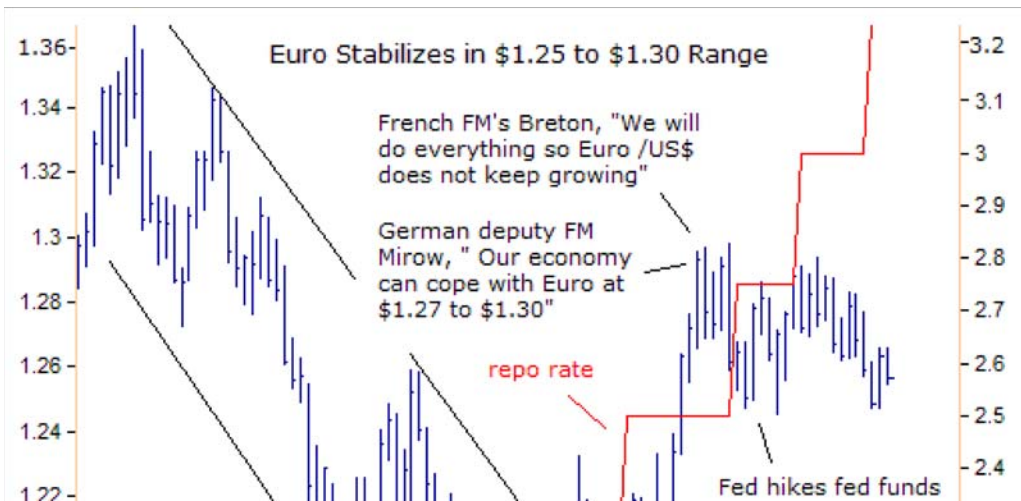 Euro Stabilizes in $1.25 to $1.30 Range
1.36
1.34
1.32
1.3
1.28
1.26
1.24
1.22
French FM's Breton, "We will
do everything so Euro /US$
does not keep growing"
German deputy FM
Mirow, " Our economy
can cope with Euro at
$1.27 to $1.30"
repo rate
Fed hikes fed funds
3.2
3.1
3
2.9
2.8
2.7
2.6
2.5
2.4